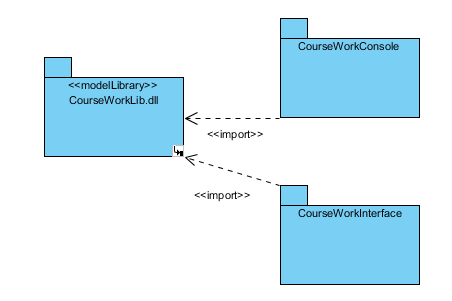 CourseWorkConsole
<<modelLibrary>>
CourseWorkLib.dll
<<import>>
<<import>>
CourseWorkInterface